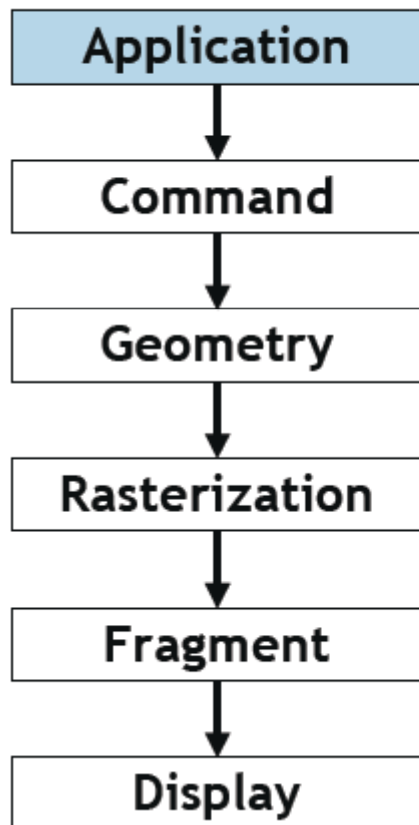 Application
Command
Geometry
Rasterization
Fragment
Display